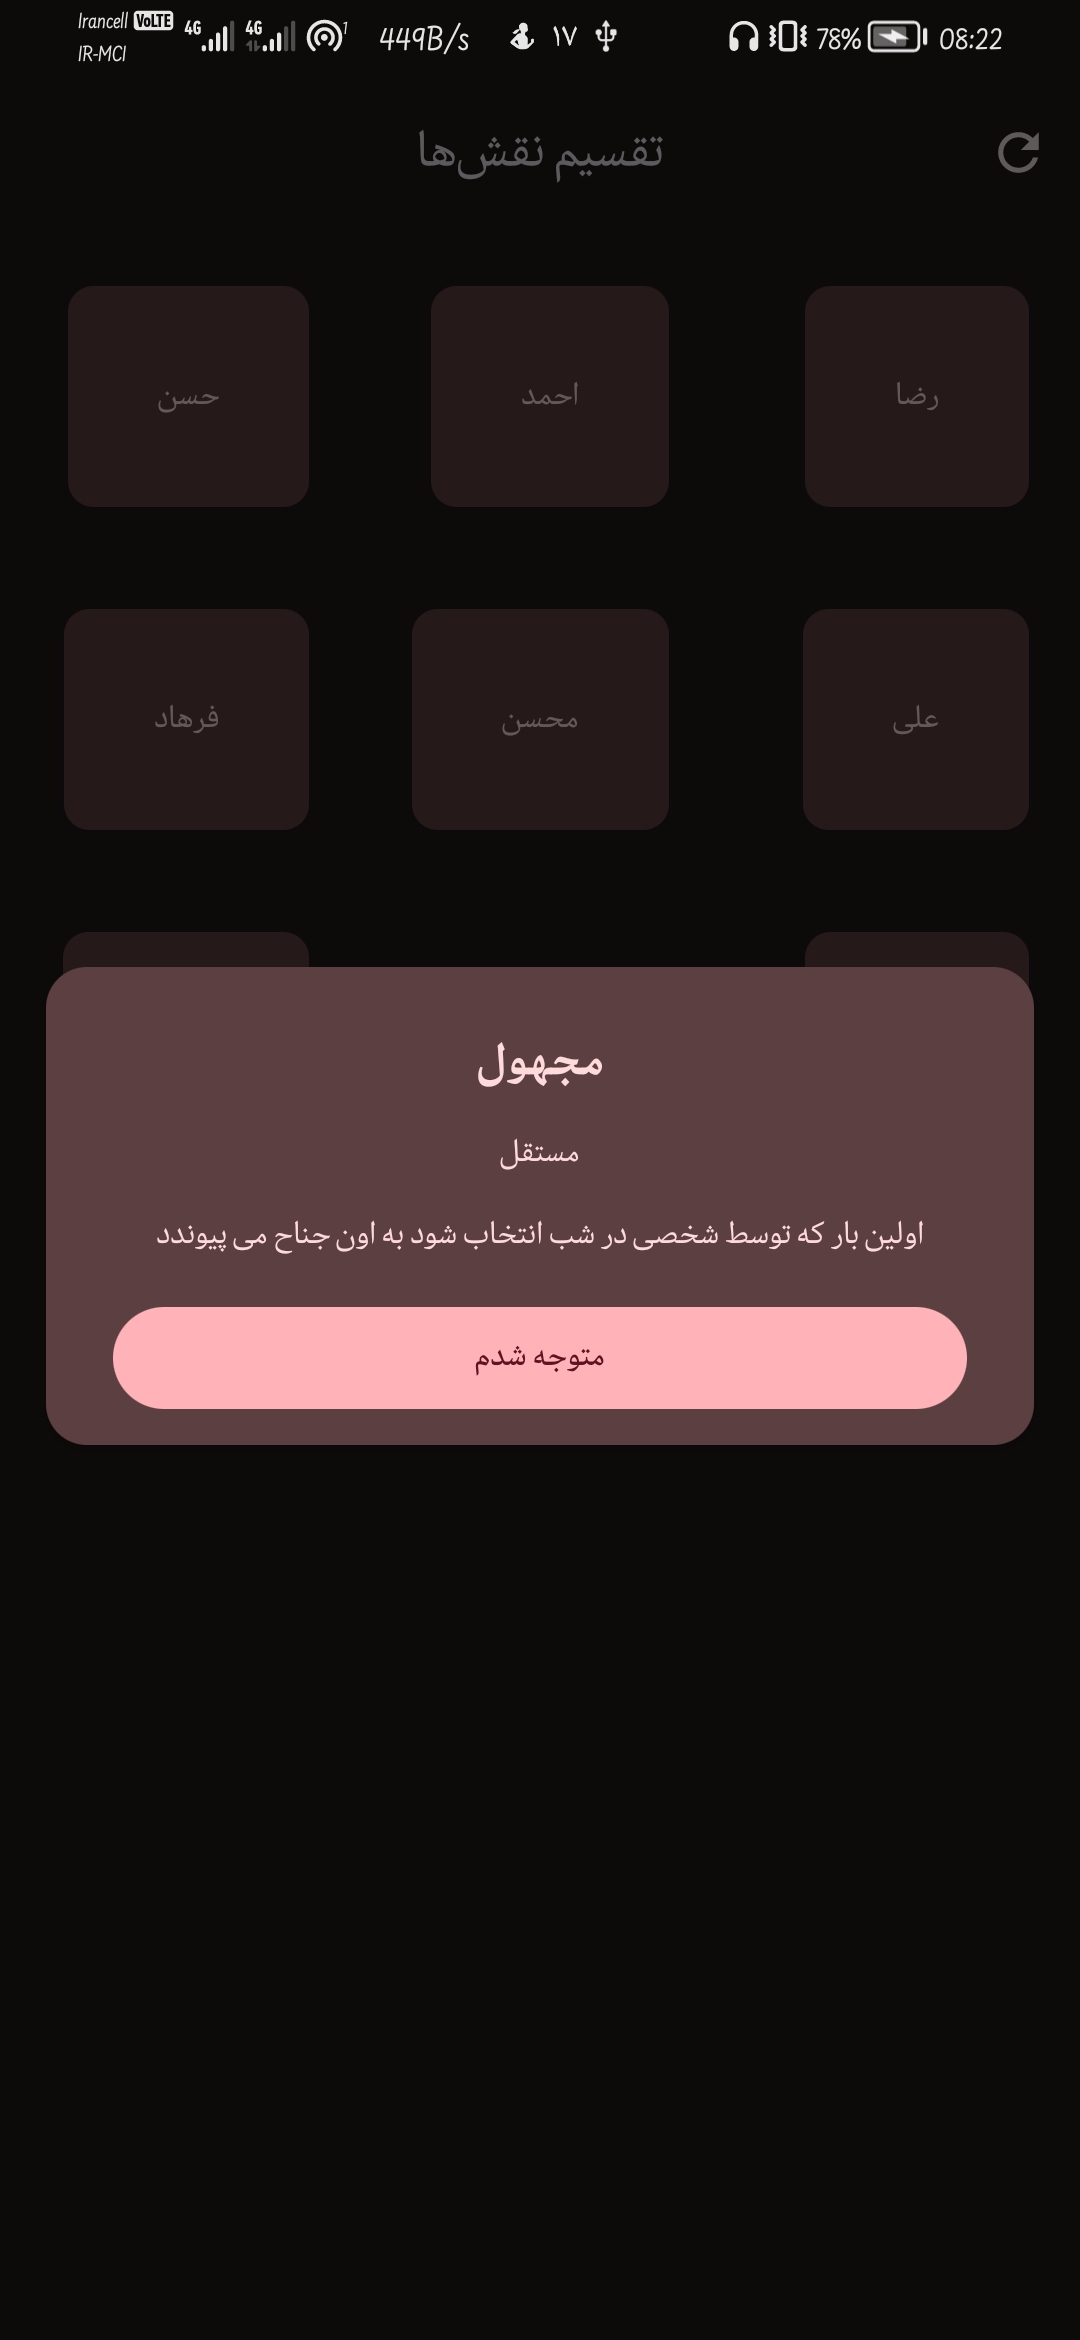 Irancell VoLTE 4G 4G 1 449B/s ۱۷ 78% 08:22
IR-MCI
تقسیم نقش‌ها
رضا احمد حسن
علی محسن فرهاد
مجهول
مستقل
اولین بار که توسط شخصی در شب انتخاب شود به اون جناح می پیوندد
متوجه شدم